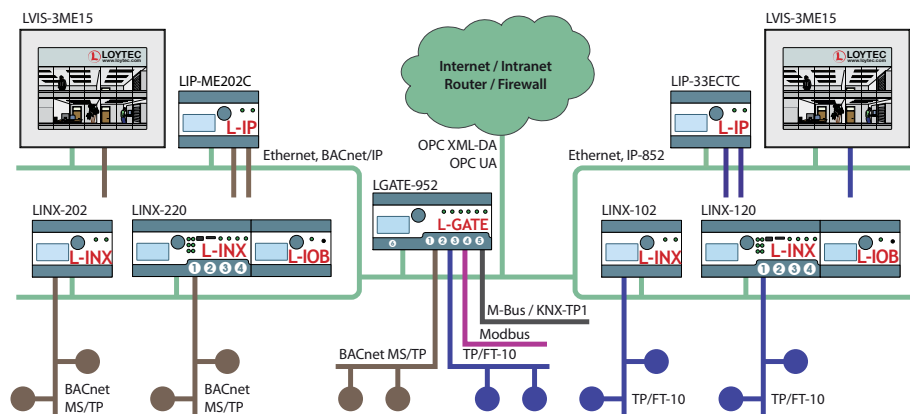 LVIS-3ME15
LOYTEC
www.loytec.com
LIP-ME202C
L-IP
Ethernet, BACnet/IP
Internet / Intranet
Router / Firewall
OPC XML-DA
OPC UA
LIP-33ECTC
L-IP
Ethernet, IP-852
LVIS-3ME15
LOYTEC
www.loytec.com
LINX-202
L-INX
LINX-220
L-INX
1 2 3 4
L-IOB
LGATE-952
L-GATE
6 1 2 3 4 5
LINX-102
L-INX
LINX-120
L-INX
1 2 3 4
L-IOB
M-Bus / KNX-TP1
Modbus
BACnet MS/TP
TP/FT-10
BACnet
MS/TP
BACnet
MS/TP
TP/FT-10
TP/FT-10